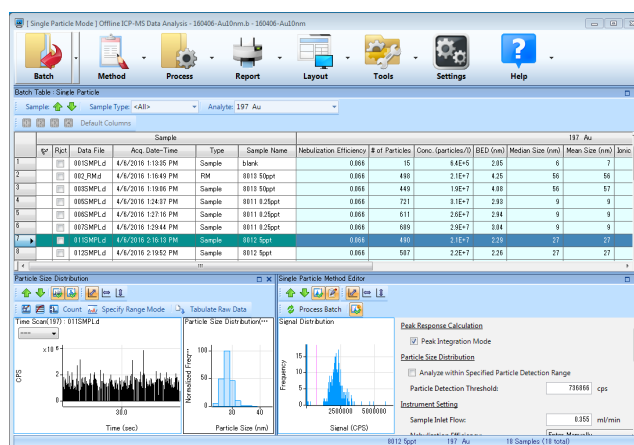 [ Single Particle Mode ] Offline ICP-MS Data Analysis - 160406-Au10nm.b - 160406-Au10nm
Batch Method Process Report Layout Tools Settings Help
Batch Table : Single Particle
Sample: Sample Type: <All> Analyte: 197 Au
Default Columns
Sample 197 Au
Rjct Data File Acq. Date-Time Type Sample Name Nebulization Efficiency # of Particles Conc. (particles/l) BED (nm) Median Size (nm) Mean Size (nm) Ionic
1 001SMPL.d 4/6/2016 1:13:35 PM Sample blank 0.066 15 6.4E+5 2.05 6 7
2 002_RM.d 4/6/2016 1:16:49 PM RM 8013 50ppt 0.066 498 2.1E+7 4.25 56 56
3 003SMPL.d 4/6/2016 1:19:06 PM Sample 8013 50ppt 0.066 449 1.9E+7 4.08 56 57
4 005SMPL.d 4/6/2016 1:24:37 PM Sample 8011 0.25ppt 0.066 721 3.1E+7 2.93 9 9
5 006SMPL.d 4/6/2016 1:27:16 PM Sample 8011 0.25ppt 0.066 611 2.6E+7 2.94 9 9
6 007SMPL.d 4/6/2016 1:29:44 PM Sample 8011 0.25ppt 0.066 689 2.9E+7 3.04 9 9
7 011SMPL.d 4/6/2016 2:16:13 PM Sample 8012 5ppt 0.066 490 2.1E+7 2.29 27 27
8 012SMPL.d 4/6/2016 2:19:52 PM Sample 8012 5ppt 0.066 507 2.2E+7 2.26 27 27
Particle Size Distribution Single Particle Method Editor
Count Specify Range Mode Tabulate Raw Data Process Batch
Time Scan(197) : 011SMPL.d Particle Size Distribution(••• Signal Distribution
Peak Response Calculation
Peak Integration Mode
x10 6
CPS
4
2
0
30.0
Time (sec)
Normalized Freq•••
100
50
0
20 40
Particle Size (nm)
Frequency
15
10
5
0
2500000 5000000
Signal (CPS)
Particle Size Distribution
Analyze within Specified Particle Detection Range
Particle Detection Threshold: 736866 cps
Instrument Setting
Sample Inlet Flow: 0.355 ml/min
8012 5ppt 197 Au 18 Samples (18 total)